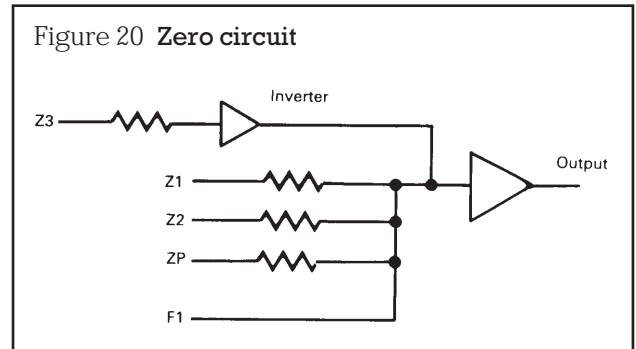 Figure 20 Zero circuit
Inverter
Z3
Output
Z1
Z2
ZP
F1